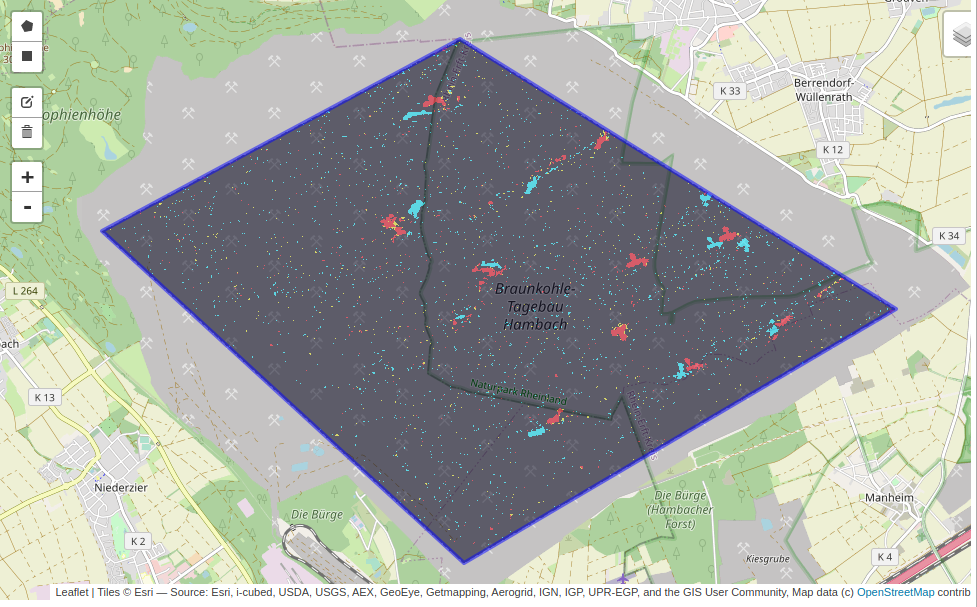 Grouven
K 33
Berrendorf-
Wüllenrath
ophienhöhe
K 12
K 34
L 264
Braunkohle-
Tagebau
Hambach
ach
K 13
Naturpark Rheinland
Niederzier
Die Bürge
Die Bürge
(Hambacher
Forst)
Manheim
K 2
K 4
Kiesgrube
+
-
Leaflet | Tiles © Esri — Source: Esri, i-cubed, USDA, USGS, AEX, GeoEye, Getmapping, Aerogrid, IGN, IGP, UPR-EGP, and the GIS User Community, Map data (c) OpenStreetMap contrib